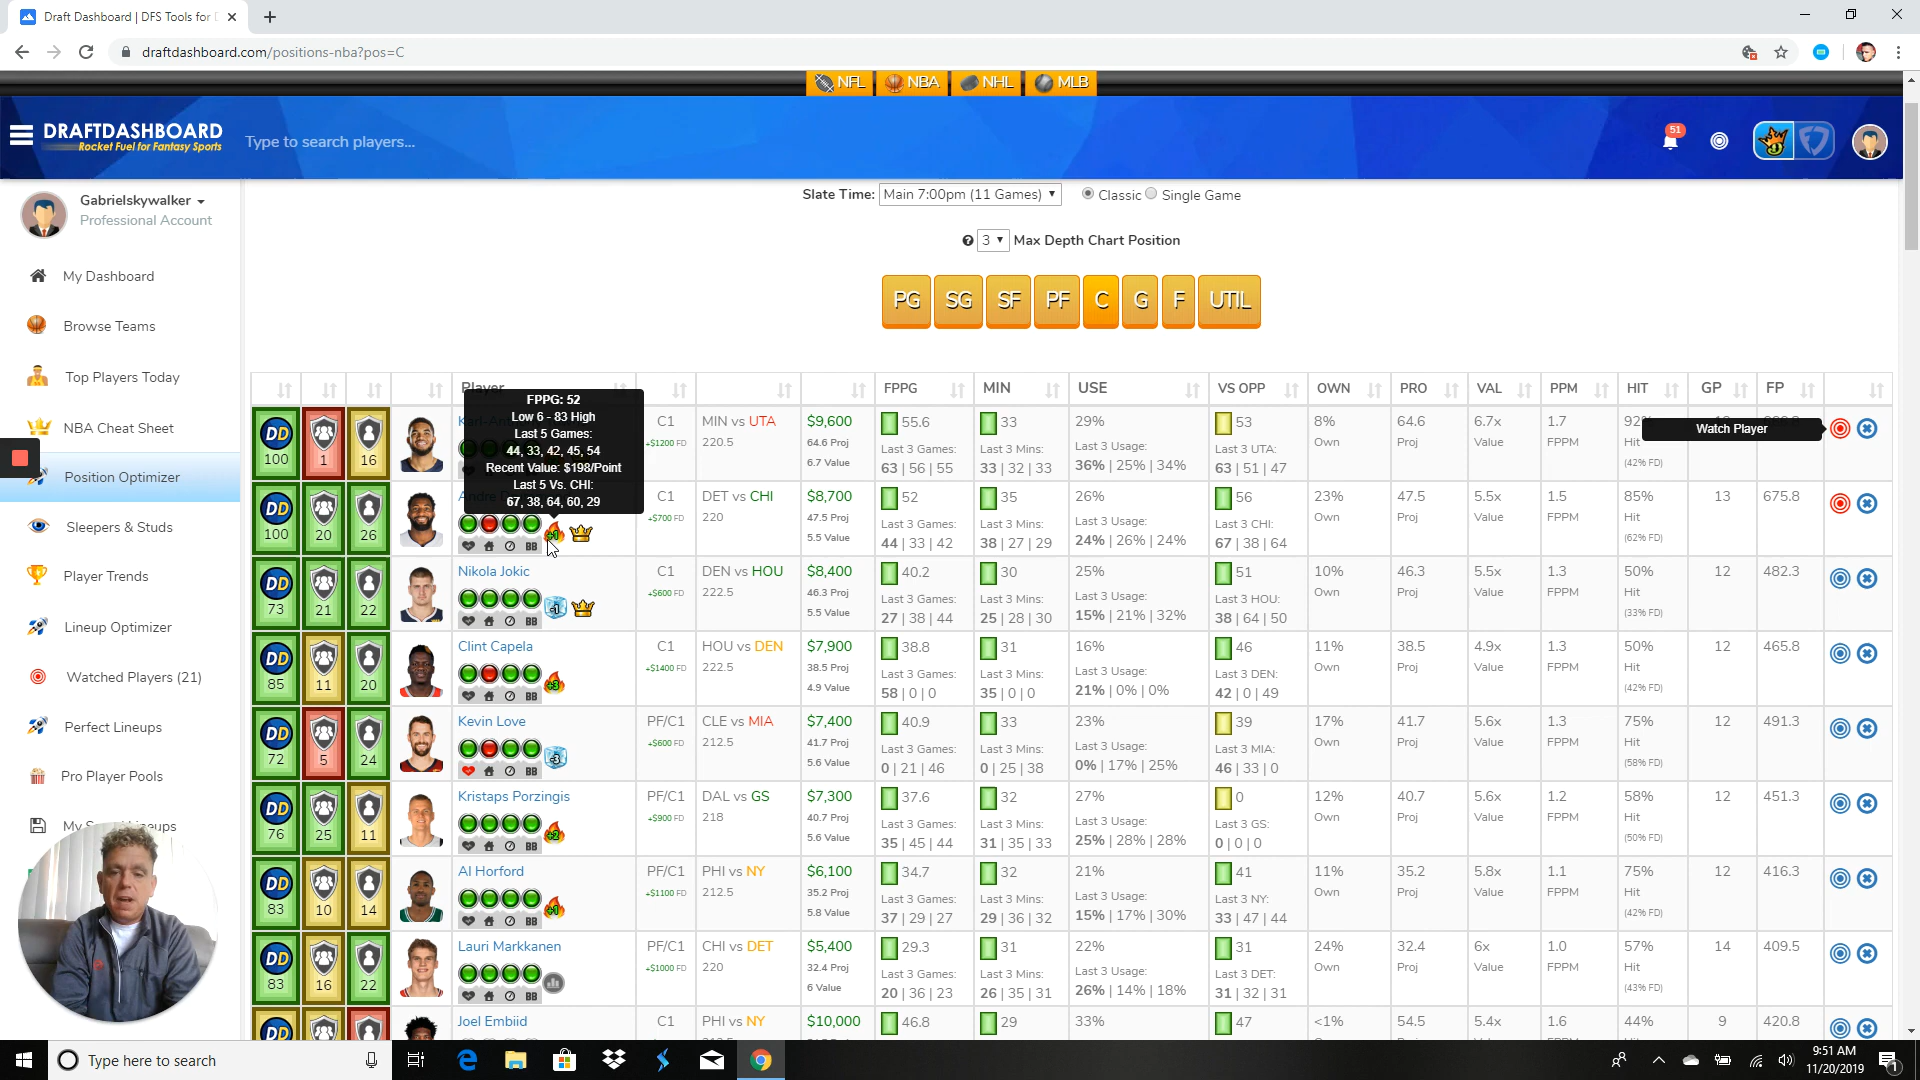 Draft Dashboard | DFS Tools for D
draftdashboard.com/positions-nba?pos=C
NFL NBA NHL MLB
DRAFTDASHBOARD
Rocket Fuel for Fantasy Sports
Type to search players...
51
Gabrielskywalker
Professional Account
My Dashboard
Browse Teams
Top Players Today
NBA Cheat Sheet
Position Optimizer
Sleepers & Studs
Player Trends
Lineup Optimizer
Watched Players (21)
Perfect Lineups
Pro Player Pools
Slate Time: Main 7:00pm (11 Games) Classic Single Game
3 Max Depth Chart Position
PG SG SF PF C G F UTIL
Player FPPG MIN USE VS OPP OWN PRO VAL PPM HIT GP FP
FPPG: 52
Low 6 - 83 High
Last 5 Games:
44, 33, 42, 45, 54
Recent Value: $198/Point
Last 5 Vs. CHI:
67, 38, 64, 60, 29
Watch Player
C1 MIN vs UTA $9,600 55.6 33 29% 53 8% 64.6 6.7x 1.7 92%
+$1200 FD 220.5 64.6 Proj Last 3 Games: Last 3 Mins: Last 3 Usage: Last 3 UTA: Own Proj Value FPPM Hit
DD 100 1 16 6.7 Value 63 | 56 | 55 33 | 32 | 33 36% | 25% | 34% 63 | 51 | 47 (42% FD)
C1 DET vs CHI $8,700 52 35 26% 56 23% 47.5 5.5x 1.5 85% 13 675.8
+$700 FD 220 47.5 Proj Last 3 Games: Last 3 Mins: Last 3 Usage: Last 3 CHI: Own Proj Value FPPM Hit
DD 100 20 26 +1 BB 5.5 Value 44 | 33 | 42 38 | 27 | 29 24% | 26% | 24% 67 | 38 | 64 (62% FD)
Nikola Jokic C1 DEN vs HOU $8,400 40.2 30 25% 51 10% 46.3 5.5x 1.3 50% 12 482.3
+$600 FD 222.5 46.3 Proj Last 3 Games: Last 3 Mins: Last 3 Usage: Last 3 HOU: Own Proj Value FPPM Hit
DD 73 21 22 -1 BB 5.5 Value 27 | 38 | 44 25 | 28 | 30 15% | 21% | 32% 38 | 64 | 50 (33% FD)
Clint Capela C1 HOU vs DEN $7,900 38.8 31 16% 46 11% 38.5 4.9x 1.3 50% 12 465.8
+$1400 FD 222.5 38.5 Proj Last 3 Games: Last 3 Mins: Last 3 Usage: Last 3 DEN: Own Proj Value FPPM Hit
DD 85 11 20 +3 BB 4.9 Value 58 | 0 | 0 35 | 0 | 0 21% | 0% | 0% 42 | 0 | 49 (42% FD)
Kevin Love PF/C1 CLE vs MIA $7,400 40.9 33 23% 39 17% 41.7 5.6x 1.3 75% 12 491.3
+$600 FD 212.5 41.7 Proj Last 3 Games: Last 3 Mins: Last 3 Usage: Last 3 MIA: Own Proj Value FPPM Hit
DD 72 5 24 -3 BB 5.6 Value 0 | 21 | 46 0 | 25 | 38 0% | 17% | 25% 46 | 33 | 0 (58% FD)
Kristaps Porzingis PF/C1 DAL vs GS $7,300 37.6 32 27% 0 12% 40.7 5.6x 1.2 58% 12 451.3
+$900 FD 218 40.7 Proj Last 3 Games: Last 3 Mins: Last 3 Usage: Last 3 GS: Own Proj Value FPPM Hit
DD 76 25 11 +2 BB 5.6 Value 35 | 45 | 44 31 | 35 | 33 25% | 28% | 28% 0 | 0 | 0 (50% FD)
Al Horford PF/C1 PHI vs NY $6,100 34.7 32 21% 41 11% 35.2 5.8x 1.1 75% 12 416.3
+$1100 FD 212.5 35.2 Proj Last 3 Games: Last 3 Mins: Last 3 Usage: Last 3 NY: Own Proj Value FPPM Hit
DD 83 10 14 +1 BB 5.8 Value 37 | 29 | 27 29 | 36 | 32 15% | 17% | 30% 33 | 47 | 44 (42% FD)
Lauri Markkanen PF/C1 CHI vs DET $5,400 29.3 31 22% 31 24% 32.4 6x 1.0 57% 14 409.5
+$1000 FD 220 32.4 Proj Last 3 Games: Last 3 Mins: Last 3 Usage: Last 3 DET: Own Proj Value FPPM Hit
DD 83 16 22 BB 6 Value 20 | 36 | 23 26 | 35 | 31 26% | 14% | 18% 31 | 32 | 31 (43% FD)
DD Joel Embiid C1 PHI vs NY $10,000 46.8 29 33% 47 <1% 54.5 5.4x 1.6 44% 9 420.8
Type here to search
9:51 AM
11/20/2019
1